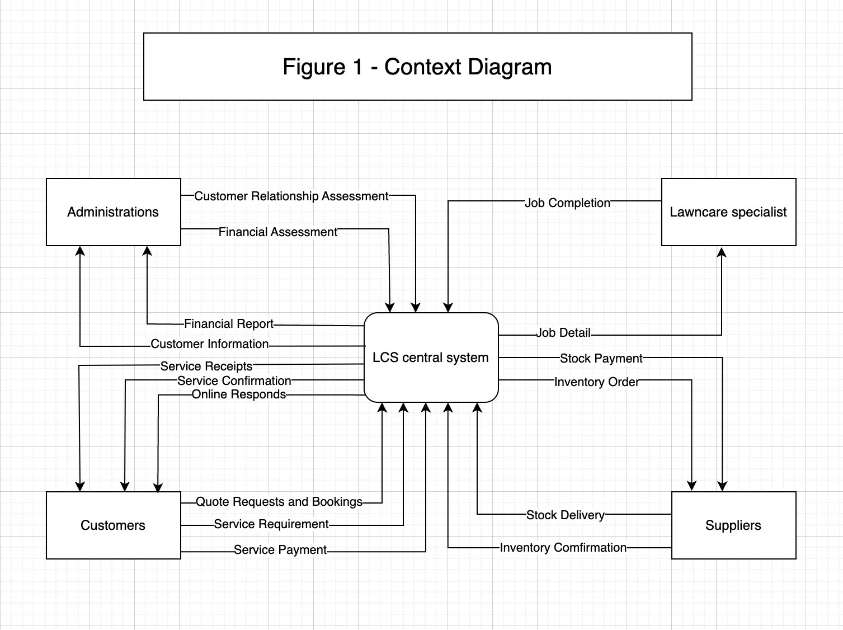 Figure 1 - Context Diagram
Administrations
Customer Relationship Assessment
Financial Assessment
Job Completion
Lawncare specialist
Financial Report
Customer Information
Service Receipts
Service Confirmation
Online Responds
LCS central system
Job Detail
Stock Payment
Inventory Order
Customers
Quote Requests and Bookings
Service Requirement
Service Payment
Stock Delivery
Inventory Comfirmation
Suppliers